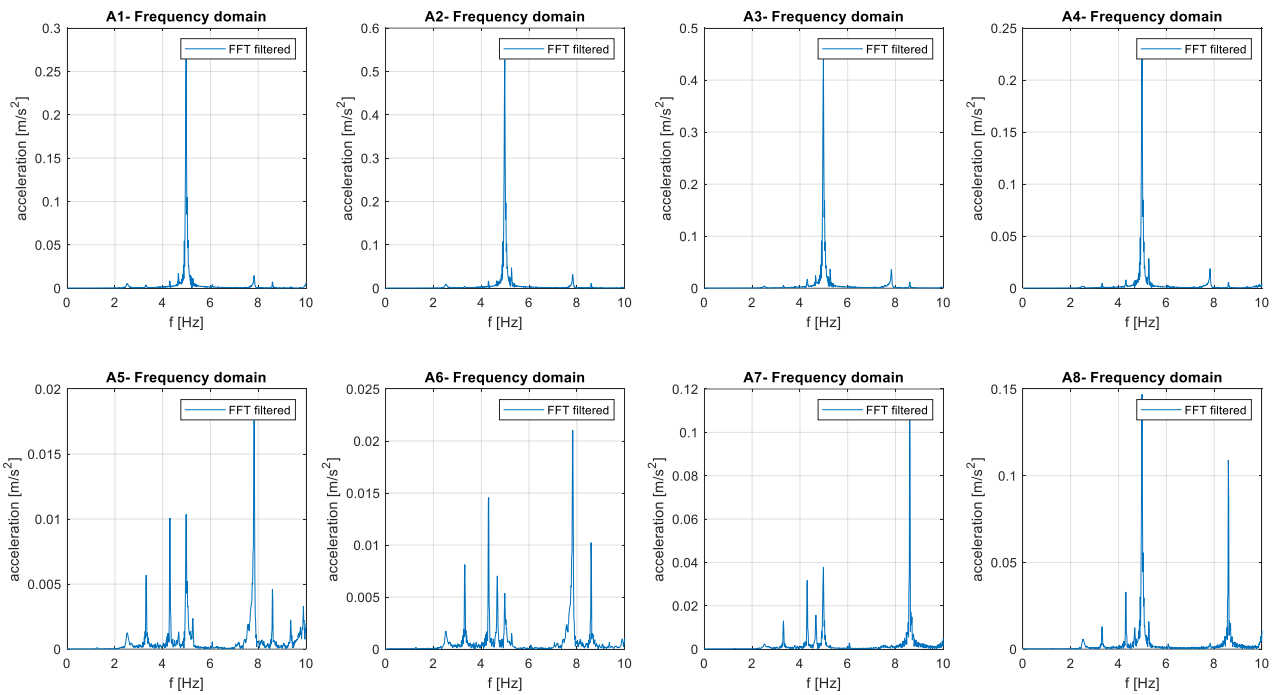 A1- Frequency domain
A2- Frequency domain
A3- Frequency domain
A4- Frequency domain
0.3
0.25
0.2
0.15
0.1
0.05
0
acceleration [m/s2]
FFT filtered
0 2 4 6 8 10
f [Hz]
0.6
0.5
0.4
0.3
0.2
0.1
0
acceleration [m/s2]
FFT filtered
0 2 4 6 8 10
f [Hz]
0.5
0.4
0.3
0.2
0.1
0
acceleration [m/s2]
FFT filtered
0 2 4 6 8 10
f [Hz]
0.25
0.2
0.15
0.1
0.05
0
acceleration [m/s2]
FFT filtered
0 2 4 6 8 10
f [Hz]
A5- Frequency domain
A6- Frequency domain
A7- Frequency domain
A8- Frequency domain
0.02
0.015
0.01
0.005
0
acceleration [m/s2]
FFT filtered
0 2 4 6 8 10
f [Hz]
0.025
0.02
0.015
0.01
0.005
0
acceleration [m/s2]
FFT filtered
0 2 4 6 8 10
f [Hz]
0.12
0.1
0.08
0.06
0.04
0.02
0
acceleration [m/s2]
FFT filtered
0 2 4 6 8 10
f [Hz]
0.15
0.1
0.05
0
acceleration [m/s2]
FFT filtered
0 2 4 6 8 10
f [Hz]